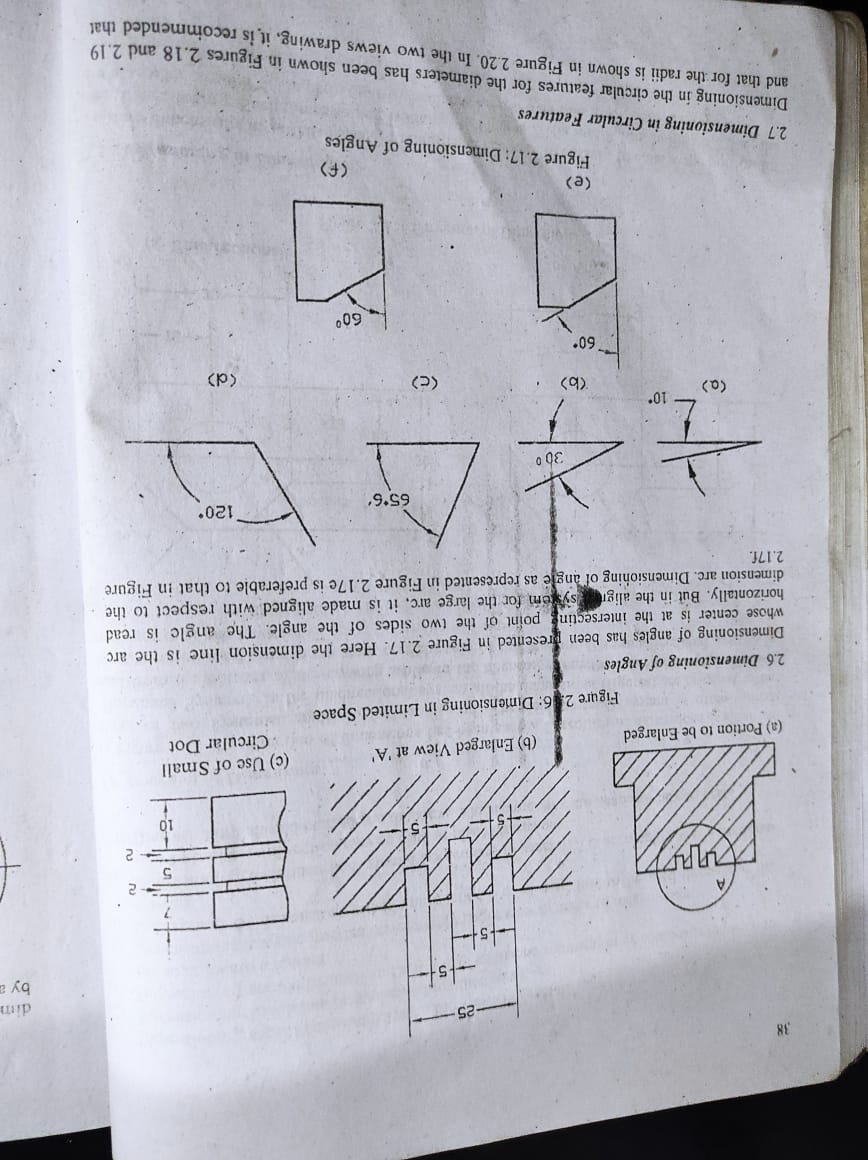 38
25
5
5
5
5
7
2
5
2
10
A
(a) Portion to be Enlarged
(b) Enlarged View at 'A'
(c) Use of Small
Circular Dot
Figure 2.16: Dimensioning in Limited Space
2.6 Dimensioning of Angles
Dimensioning of angles has been presented in Figure 2.17. Here the dimension line is the arc
whose center is at the intersecting point of the two sides of the angle. The angle is read
horizontally. But in the aligned system for the large arc, it is made aligned with respect to the
dimension arc. Dimensioning of angle as represented in Figure 2.17e is preferable to that in Figure
2.17f.
10°
30°
65°6'
120°
(a)
(b)
(c)
(d)
60°
60°
(e)
(f)
Figure 2.17: Dimensioning of Angles
2.7 Dimensioning in Circular Features
Dimensioning in the circular features for the diameters has been shown in Figures 2.18 and 2.19
and that for the radii is shown in Figure 2.20. In the two views drawing, it is recommended that
by a